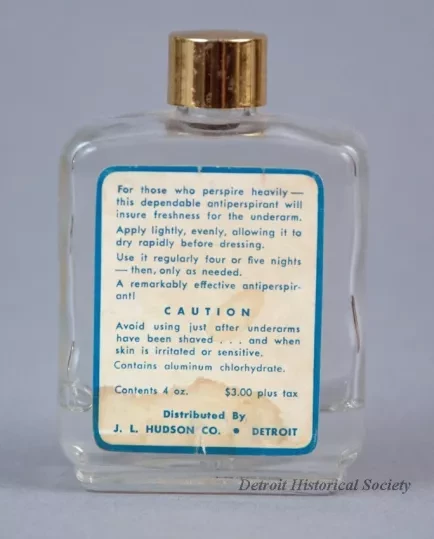 For those who perspire heavily —
this dependable antiperspirant will
insure freshness for the underarm.
Apply lightly, evenly, allowing it to
dry rapidly before dressing.
Use it regularly four or five nights
— then, only as needed.
A remarkably effective antiperspir-
ant!
CAUTION
Avoid using just after underarms
have been shaved . . . and when
skin is irritated or sensitive.
Contains aluminum chlorhydrate.
Contents 4 oz. $3.00 plus tax
Distributed By
J. L. HUDSON CO. • DETROIT
Detroit Historical Society